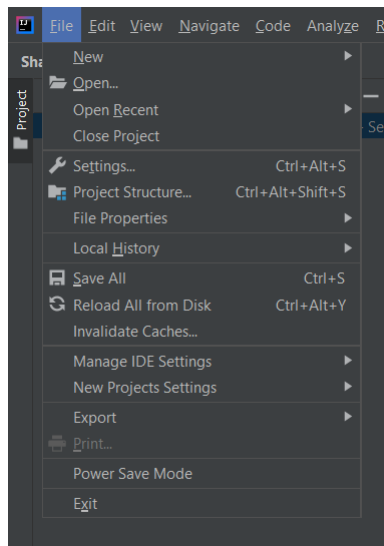 File Edit View Navigate Code Analyze R
Sha
Project
New
Open...
Open Recent
Close Project
Se
Settings... Ctrl+Alt+S
Project Structure... Ctrl+Alt+Shift+S
File Properties
Local History
Save All Ctrl+S
Reload All from Disk Ctrl+Alt+Y
Invalidate Caches...
Manage IDE Settings
New Projects Settings
Export
Print...
Power Save Mode
Exit